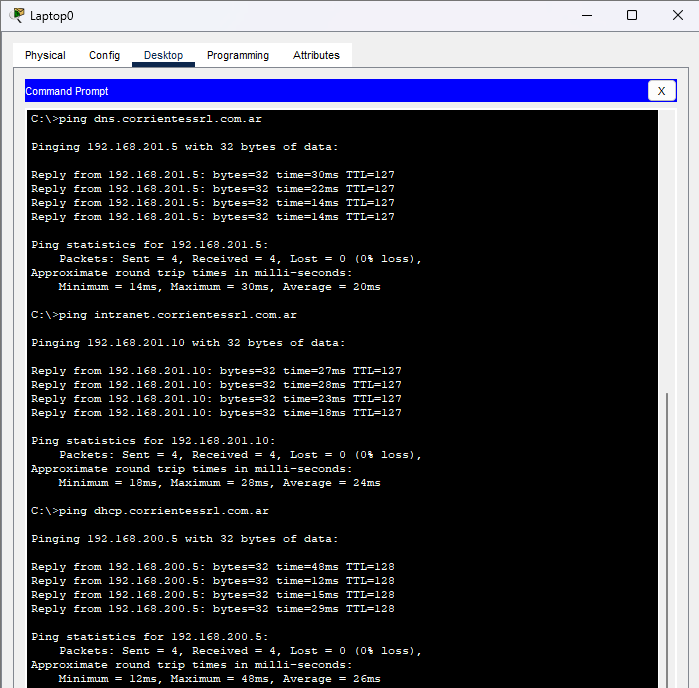 Laptop0
Physical Config Desktop Programming Attributes
Command Prompt X
C:\>ping dns.corrientessrl.com.ar
Pinging 192.168.201.5 with 32 bytes of data:
Reply from 192.168.201.5: bytes=32 time=30ms TTL=127
Reply from 192.168.201.5: bytes=32 time=22ms TTL=127
Reply from 192.168.201.5: bytes=32 time=14ms TTL=127
Reply from 192.168.201.5: bytes=32 time=14ms TTL=127
Ping statistics for 192.168.201.5:
Packets: Sent = 4, Received = 4, Lost = 0 (0% loss),
Approximate round trip times in milli-seconds:
Minimum = 14ms, Maximum = 30ms, Average = 20ms
C:\>ping intranet.corrientessrl.com.ar
Pinging 192.168.201.10 with 32 bytes of data:
Reply from 192.168.201.10: bytes=32 time=27ms TTL=127
Reply from 192.168.201.10: bytes=32 time=28ms TTL=127
Reply from 192.168.201.10: bytes=32 time=23ms TTL=127
Reply from 192.168.201.10: bytes=32 time=18ms TTL=127
Ping statistics for 192.168.201.10:
Packets: Sent = 4, Received = 4, Lost = 0 (0% loss),
Approximate round trip times in milli-seconds:
Minimum = 18ms, Maximum = 28ms, Average = 24ms
C:\>ping dhcp.corrientessrl.com.ar
Pinging 192.168.200.5 with 32 bytes of data:
Reply from 192.168.200.5: bytes=32 time=48ms TTL=128
Reply from 192.168.200.5: bytes=32 time=12ms TTL=128
Reply from 192.168.200.5: bytes=32 time=15ms TTL=128
Reply from 192.168.200.5: bytes=32 time=29ms TTL=128
Ping statistics for 192.168.200.5:
Packets: Sent = 4, Received = 4, Lost = 0 (0% loss),
Approximate round trip times in milli-seconds:
Minimum = 12ms, Maximum = 48ms, Average = 26ms